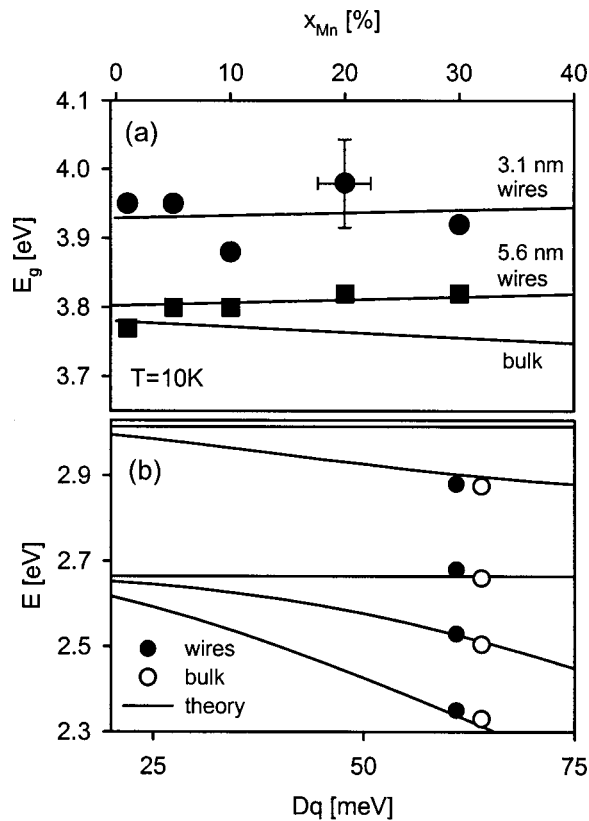 x_Mn [%]
0 10 20 30 40
4.1
(a)
3.1 nm
wires
4.0
3.9
5.6 nm
wires
3.8
bulk
3.7
T=10K
E_g [eV]
(b)
2.9
2.7
2.5
2.3
E [eV]
wires
bulk
theory
25 50 75
Dq [meV]